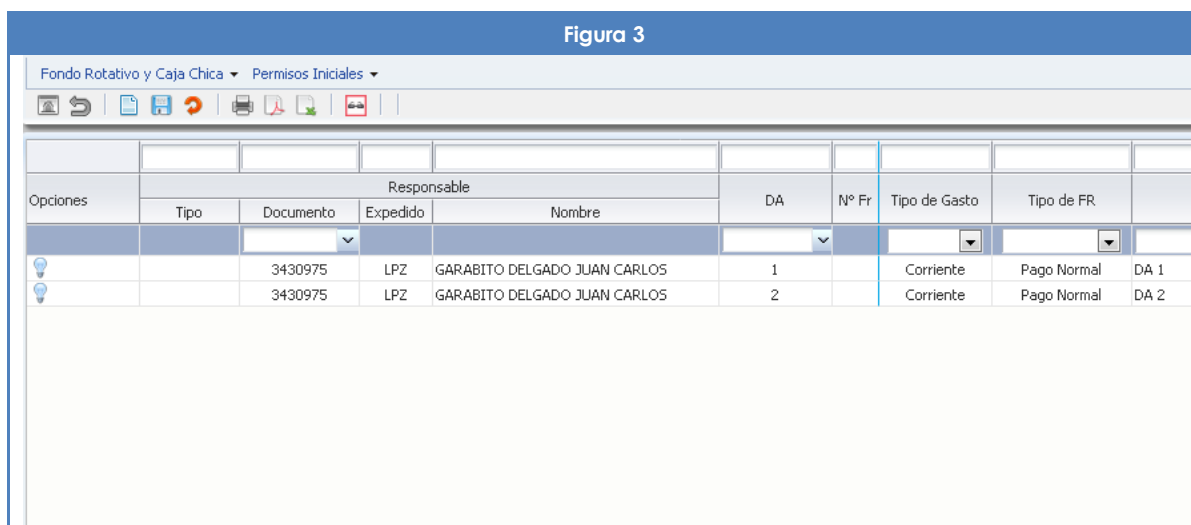 Figura 3
Fondo Rotativo y Caja Chica Permisos Iniciales
Opciones Responsable DA N° Fr Tipo de Gasto Tipo de FR
Tipo Documento Expedido Nombre
3430975 LPZ GARABITO DELGADO JUAN CARLOS 1 Corriente Pago Normal DA 1
3430975 LPZ GARABITO DELGADO JUAN CARLOS 2 Corriente Pago Normal DA 2